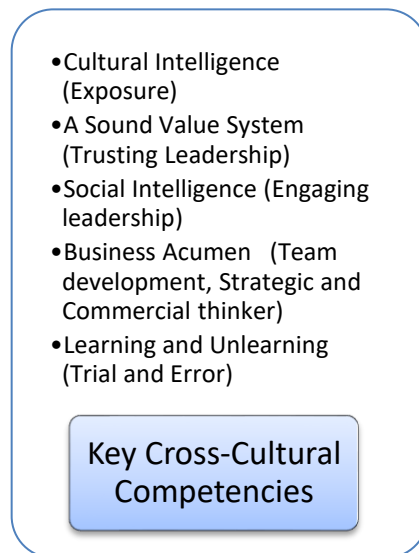 •Cultural Intelligence
(Exposure)
•A Sound Value System
(Trusting Leadership)
•Social Intelligence (Engaging
leadership)
•Business Acumen (Team
development, Strategic and
Commercial thinker)
•Learning and Unlearning
(Trial and Error)
Key Cross-Cultural
Competencies